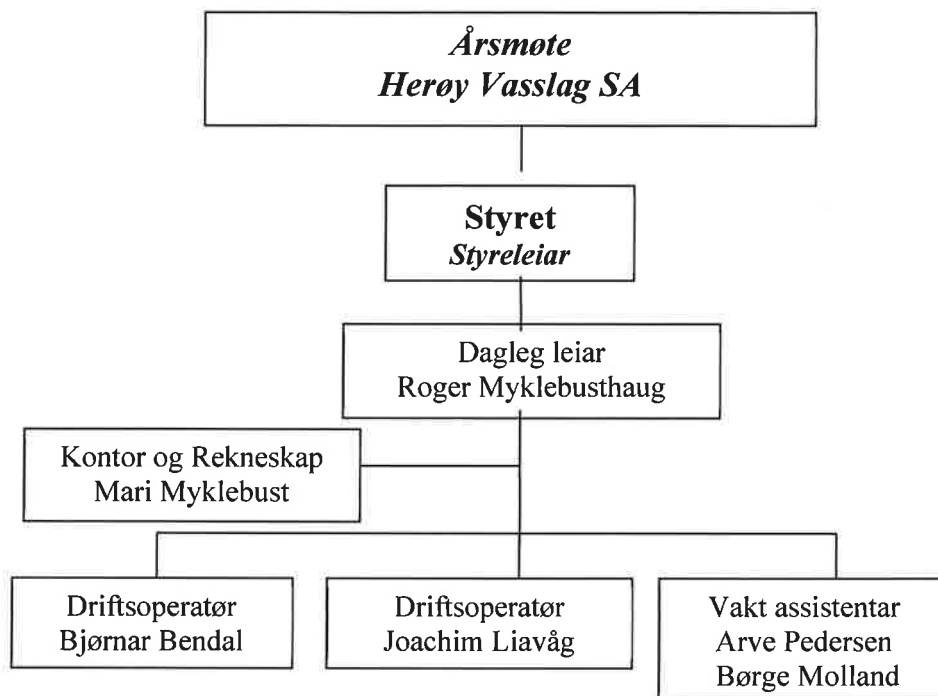 Årsmøte
Herøy Vasslag SA
Styret
Styreleiar
Dagleg leiar
Roger Myklebusthaug
Kontor og Rekneskap
Mari Myklebust
Driftsoperatør
Bjørnar Bendal
Driftsoperatør
Joachim Liavåg
Vakt assistentar
Arve Pedersen
Børge Molland